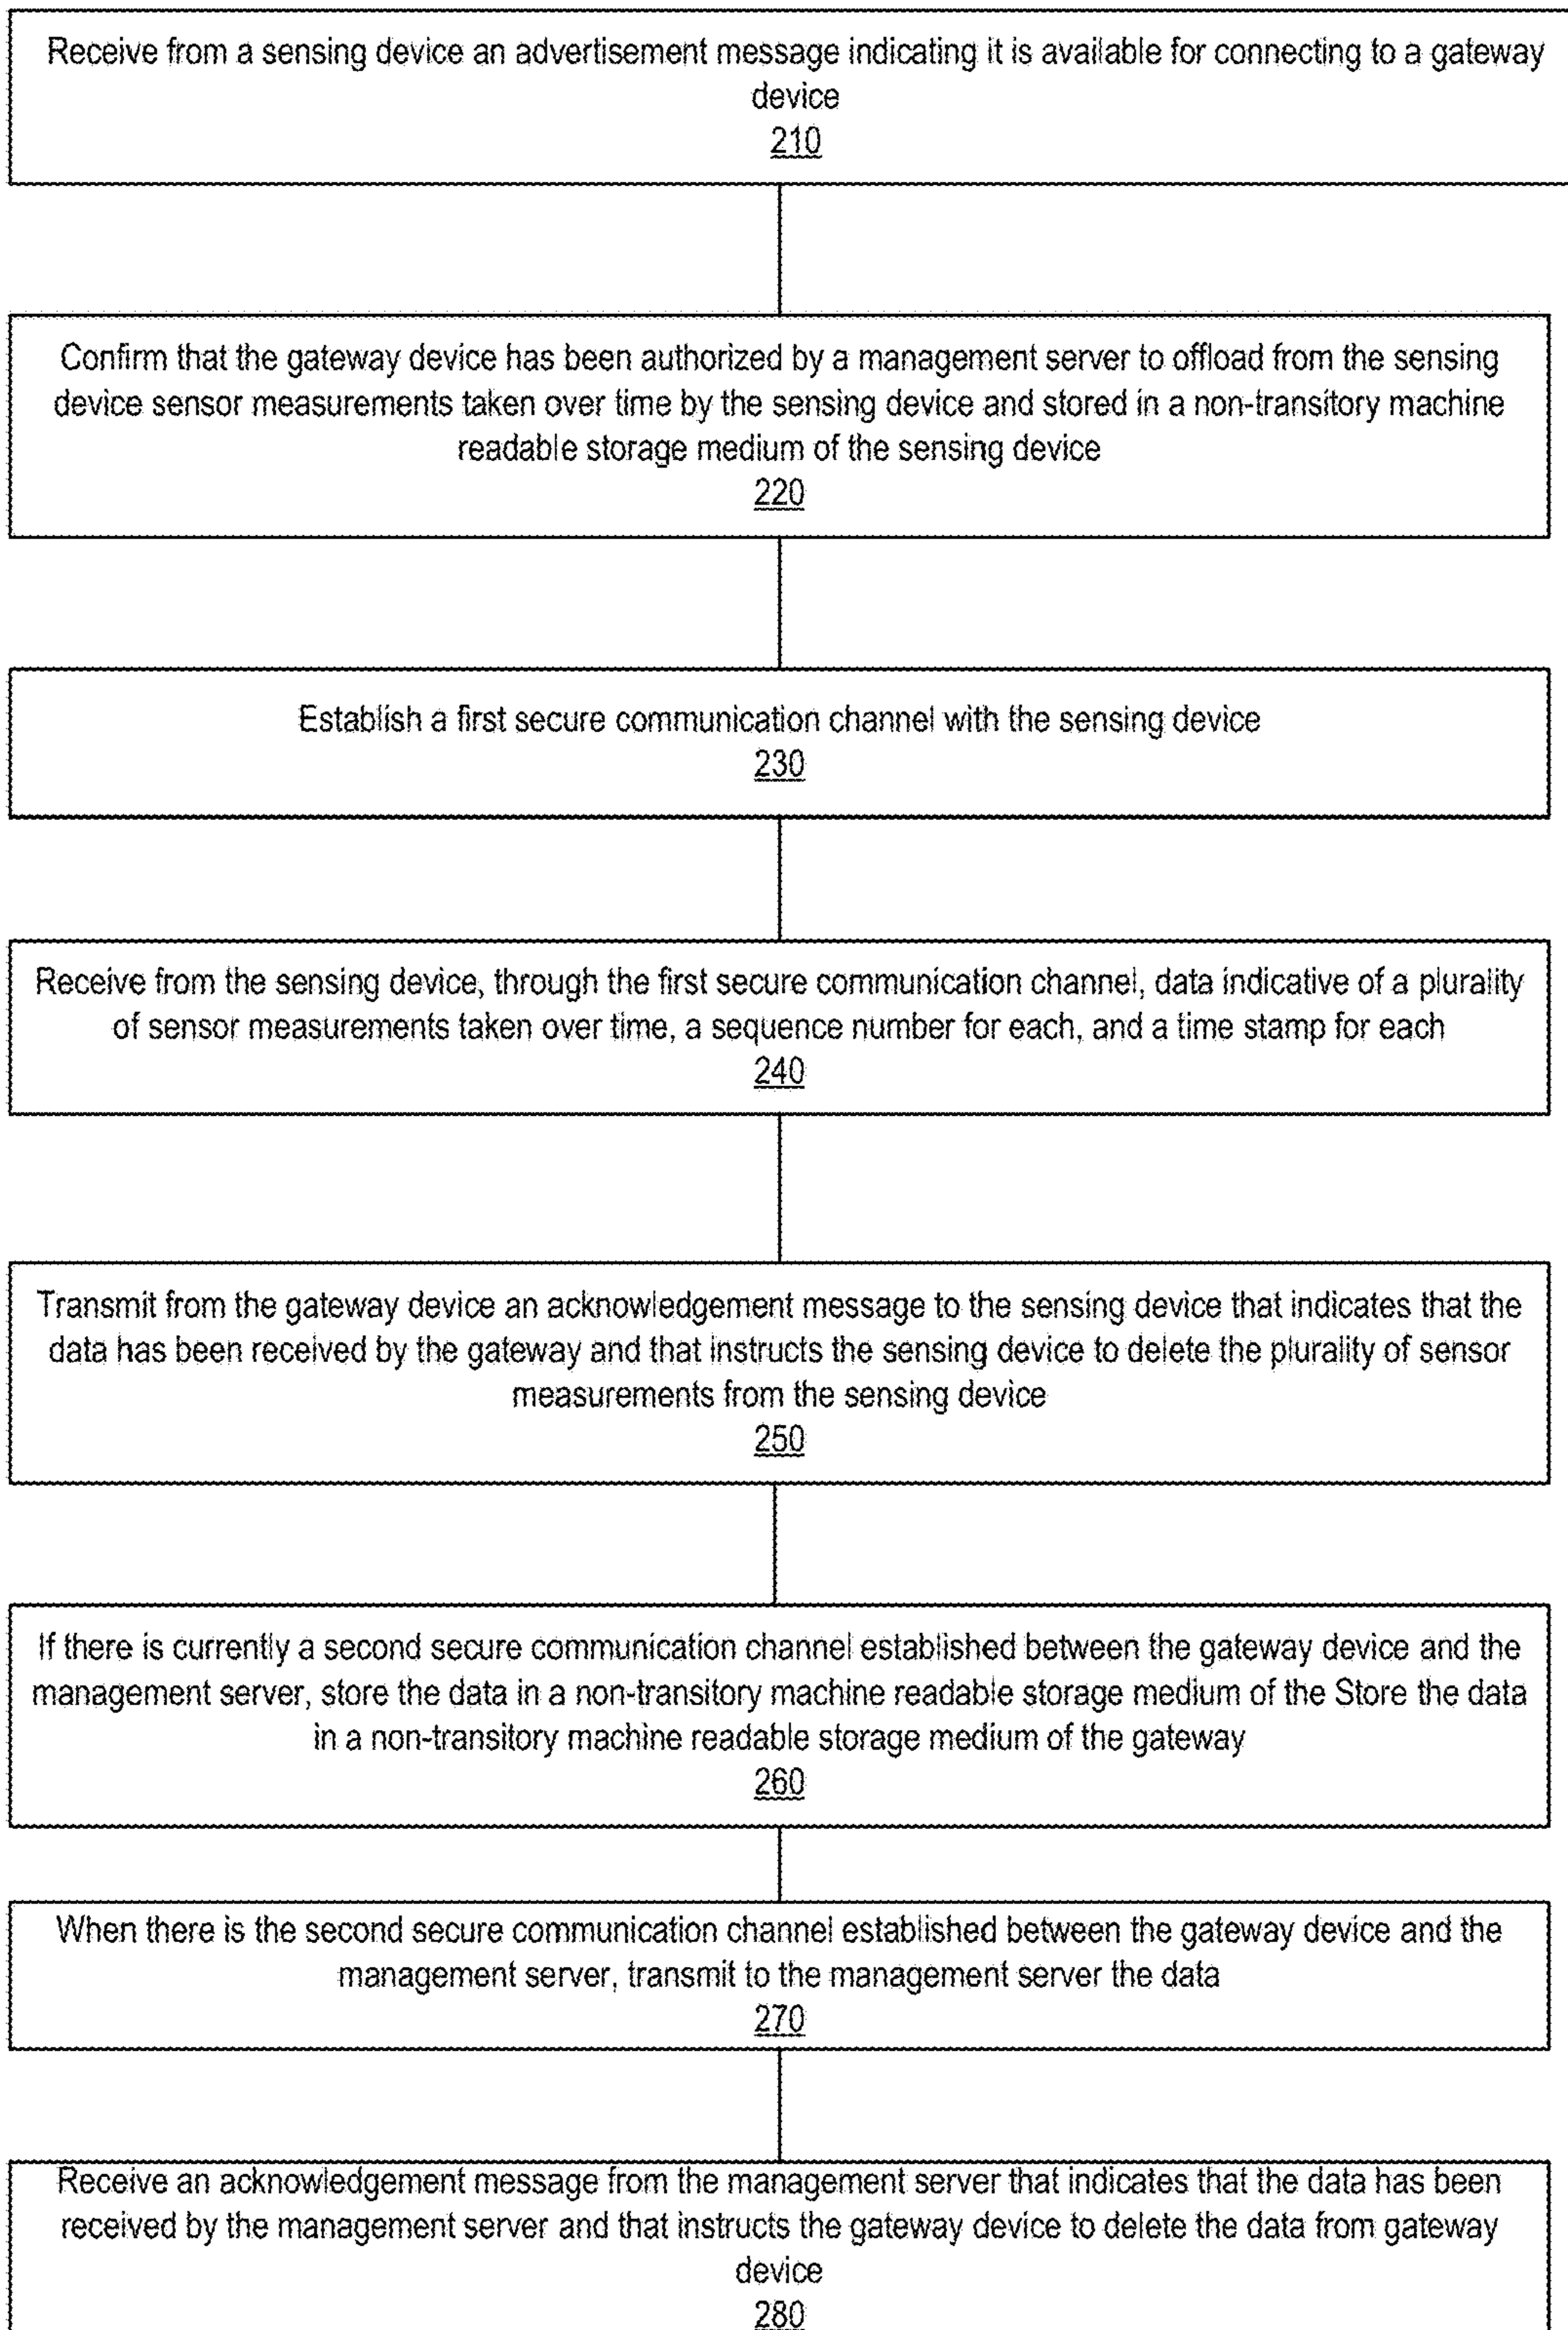 Receive from a sensing device an advertisement message indicating it is available for connecting to a gateway
device
210
Confirm that the gateway device has been authorized by a management server to offload from the sensing
device sensor measurements taken over time by the sensing device and stored in a non-transitory machine
readable storage medium of the sensing device
220
Establish a first secure communication channel with the sensing device
230
Receive from the sensing device, through the first secure communication channel, data indicative of a plurality
of sensor measurements taken over time, a sequence number for each, and a time stamp for each
240
Transmit from the gateway device an acknowledgement message to the sensing device that indicates that the
data has been received by the gateway and that instructs the sensing device to delete the plurality of sensor
measurements from the sensing device
250
If there is currently a second secure communication channel established between the gateway device and the
management server, store the data in a non-transitory machine readable storage medium of the Store the data
in a non-transitory machine readable storage medium of the gateway
260
When there is the second secure communication channel established between the gateway device and the
management server, transmit to the management server the data
270
Receive an acknowledgement message from the management server that indicates that the data has been
received by the management server and that instructs the gateway device to delete the data from gateway
device
280